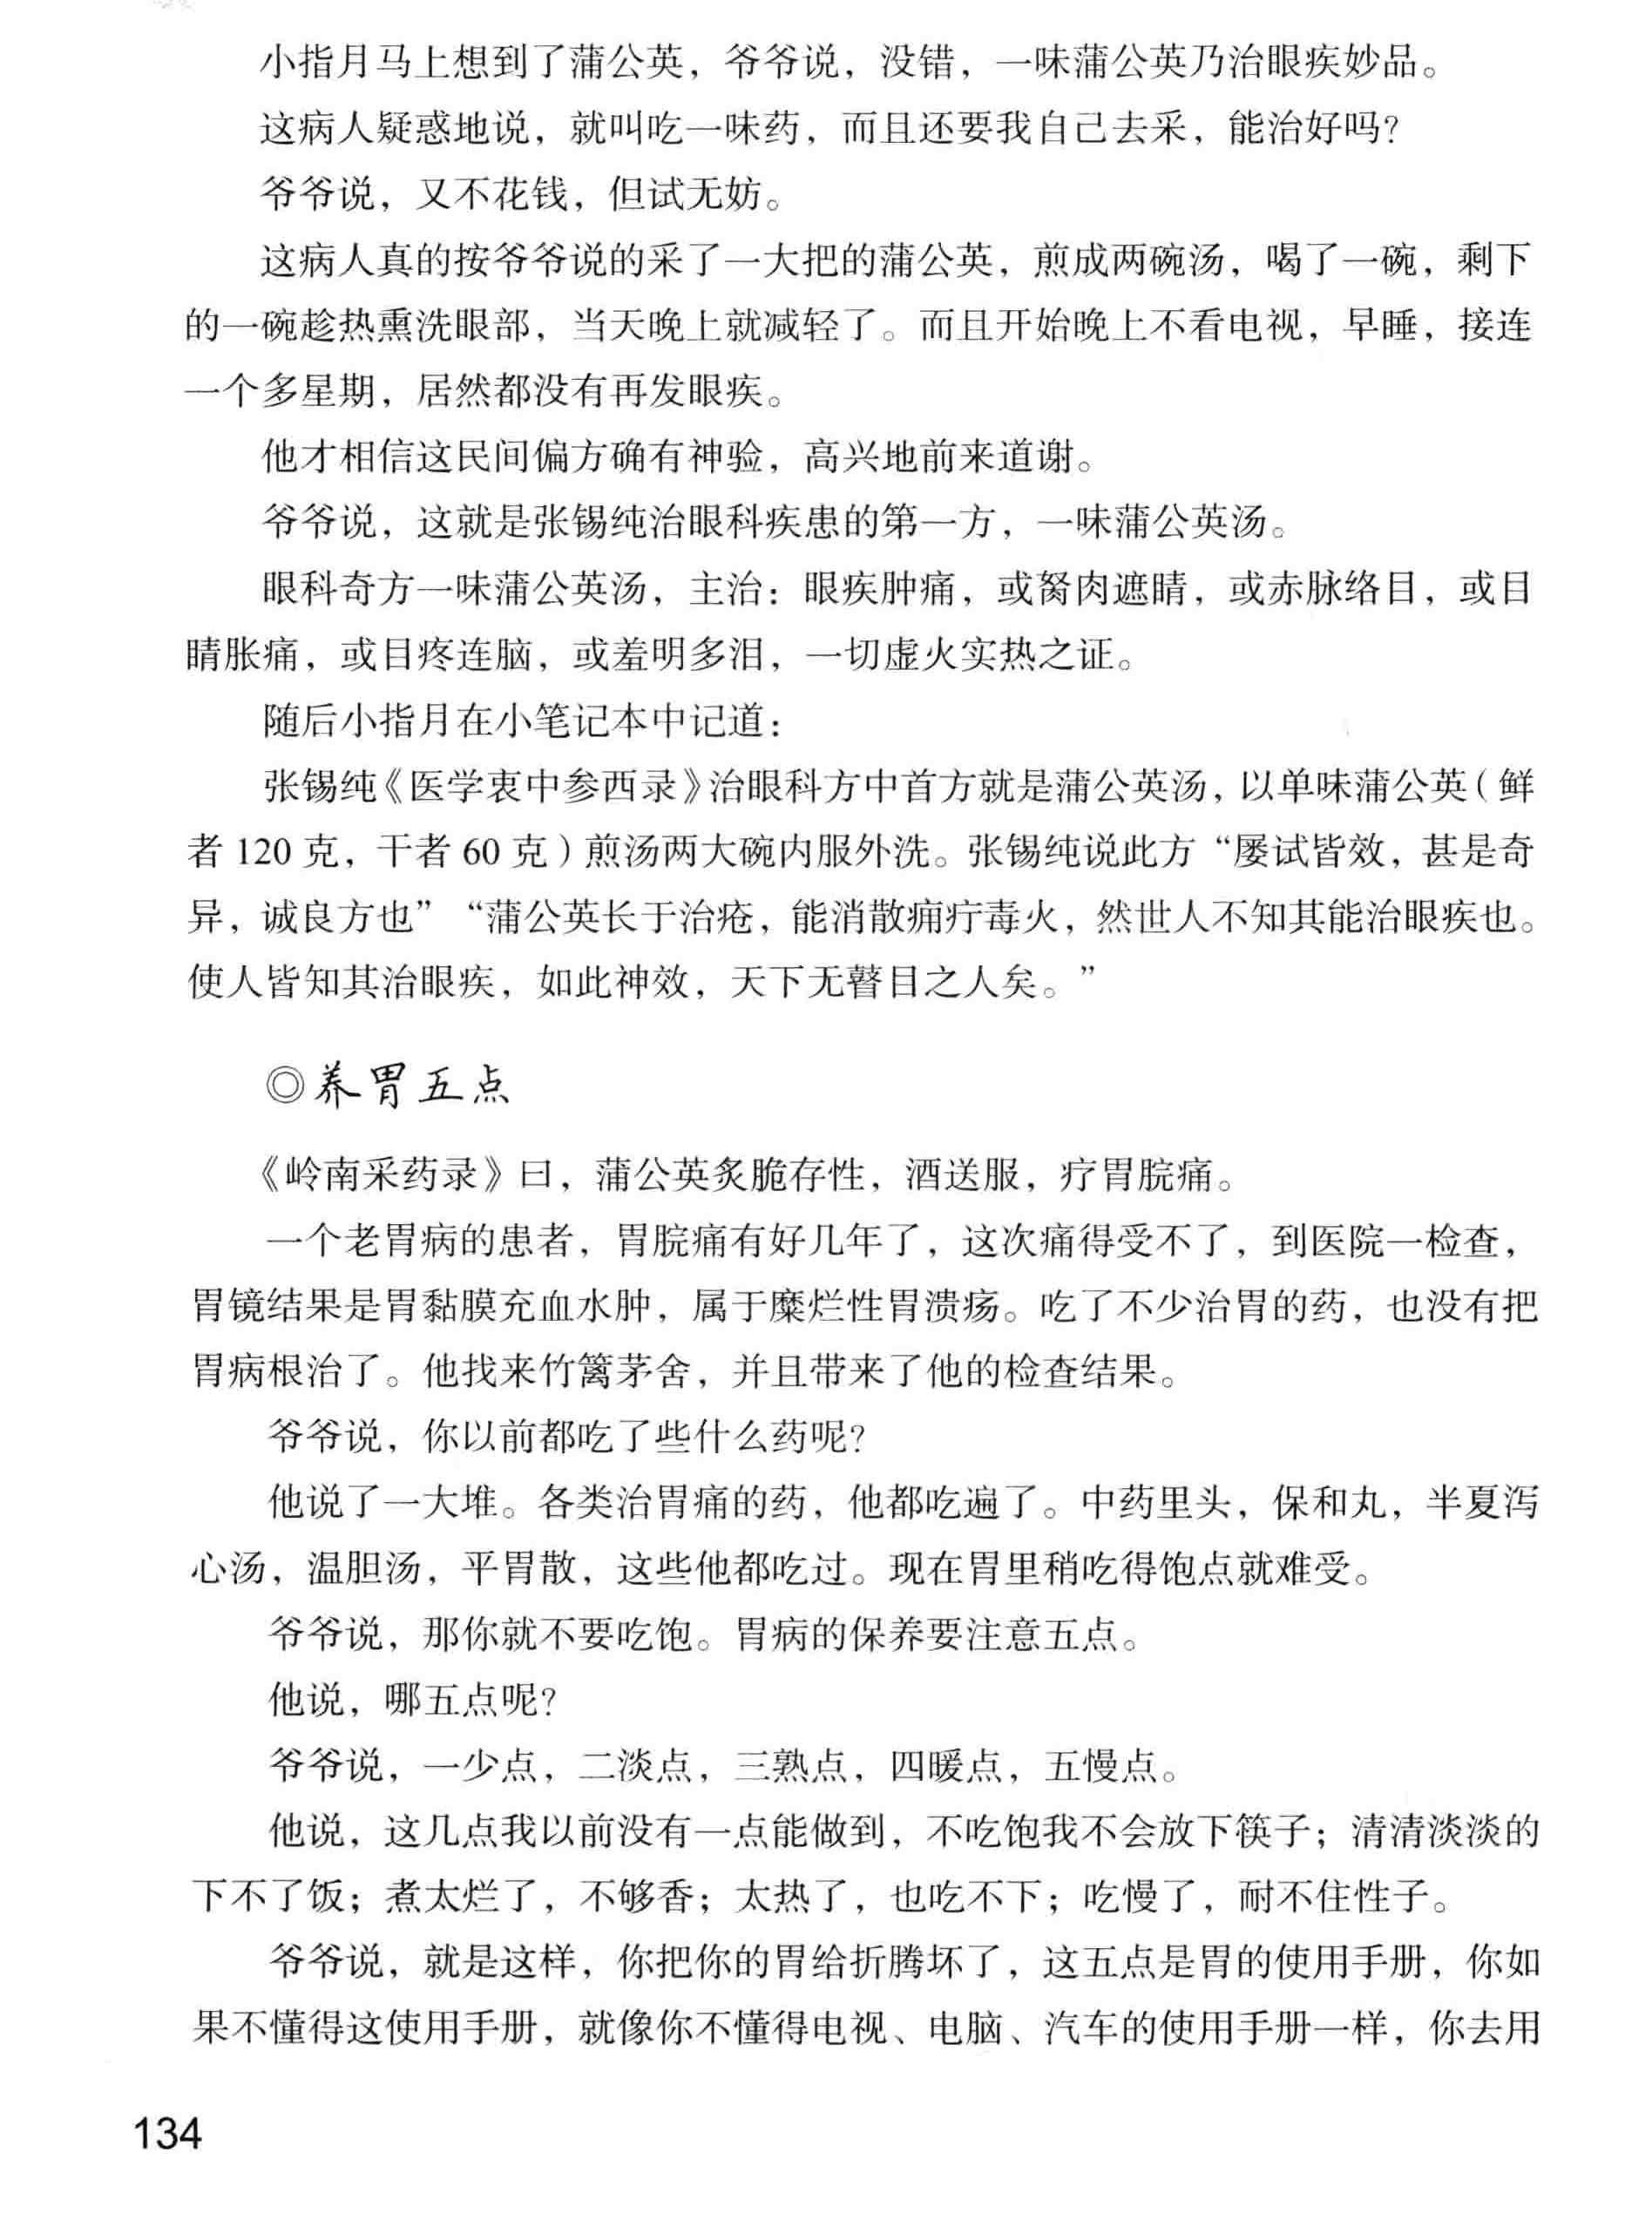 小指月马上想到了蒲公英，爷爷说，没错，一味蒲公英乃治眼疾妙品。
这病人疑惑地说，就叫吃一味药，而且还要我自己去采，能治好吗？
爷爷说，又不花钱，但试无妨。
这病人真的按爷爷说的采了一大把的蒲公英，煎成两碗汤，喝了一碗，剩下
的一碗趁热熏洗眼部，当天晚上就减轻了。而且开始晚上不看电视，早睡，接连
一个多星期，居然都没有再发眼疾。
他才相信这民间偏方确有神验，高兴地前来道谢。
爷爷说，这就是张锡纯治眼科疾患的第一方，一味蒲公英汤。
眼科奇方一味蒲公英汤，主治：眼疾肿痛，或胬肉遮睛，或赤脉络目，或目
睛胀痛，或目疼连脑，或羞明多泪，一切虚火实热之证。
随后小指月在小笔记本中记道：
张锡纯《医学衷中参西录》治眼科方中首方就是蒲公英汤，以单味蒲公英（鲜
者 120 克，干者 60 克）煎汤两大碗内服外洗。张锡纯说此方“屡试皆效，甚是奇
异，诚良方也”“蒲公英长于治疮，能消散痈疔毒火，然世人不知其能治眼疾也。
使人皆知其治眼疾，如此神效，天下无瞽目之人矣。”
◎养胃五点
《岭南采药录》曰，蒲公英炙脆存性，酒送服，疗胃脘痛。
一个老胃病的患者，胃脘痛有好几年了，这次痛得受不了，到医院一检查，
胃镜结果是胃黏膜充血水肿，属于糜烂性胃溃疡。吃了不少治胃的药，也没有把
胃病根治了。他找来竹篱茅舍，并且带来了他的检查结果。
爷爷说，你以前都吃了些什么药呢？
他说了一大堆。各类治胃痛的药，他都吃遍了。中药里头，保和丸，半夏泻
心汤，温胆汤，平胃散，这些他都吃过。现在胃里稍吃得饱点就难受。
爷爷说，那你就不要吃饱。胃病的保养要注意五点。
他说，哪五点呢？
爷爷说，一少点，二淡点，三熟点，四暖点，五慢点。
他说，这几点我以前没有一点能做到，不吃饱我不会放下筷子；清清淡淡的
下不了饭；煮太烂了，不够香；太热了，也吃不下；吃慢了，耐不住性子。
爷爷说，就是这样，你把你的胃给折腾坏了，这五点是胃的使用手册，你如
果不懂得这使用手册，就像你不懂得电视、电脑、汽车的使用手册一样，你去用
134